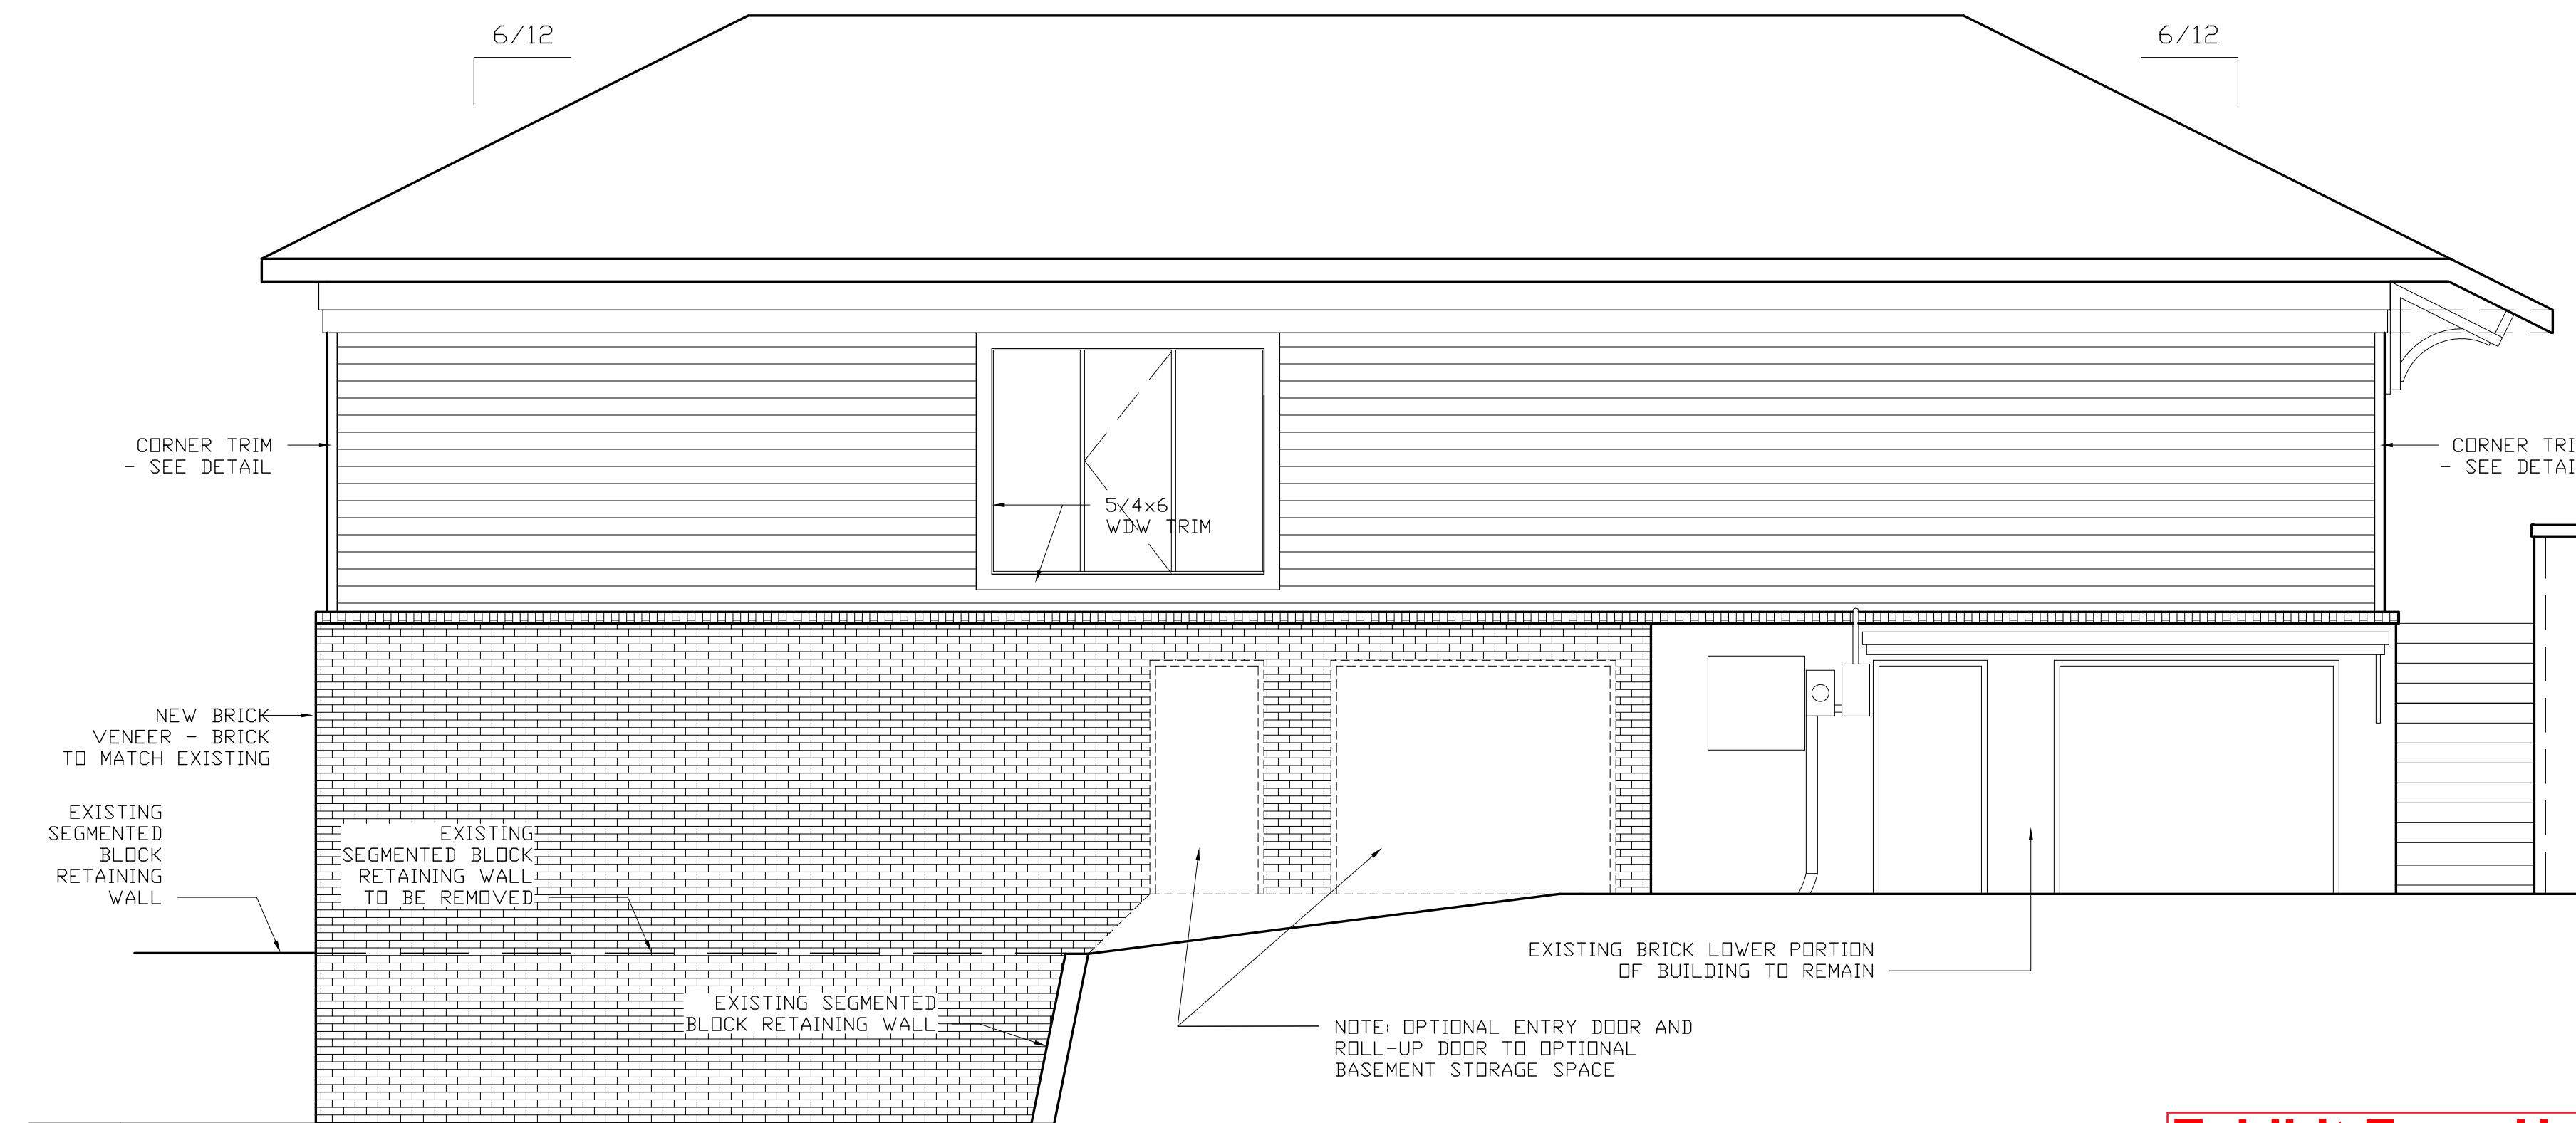 6/12
6/12
CORNER TRIM
- SEE DETAIL
5/4x6
WDW TRIM
CORNER TRI
- SEE DETAI
NEW BRICK
VENEER - BRICK
TO MATCH EXISTING
EXISTING
SEGMENTED
BLOCK
RETAINING
WALL
EXISTING
SEGMENTED BLOCK
RETAINING WALL
TO BE REMOVED
EXISTING SEGMENTED
BLOCK RETAINING WALL
EXISTING BRICK LOWER PORTION
OF BUILDING TO REMAIN
NOTE: OPTIONAL ENTRY DOOR AND
ROLL-UP DOOR TO OPTIONAL
BASEMENT STORAGE SPACE